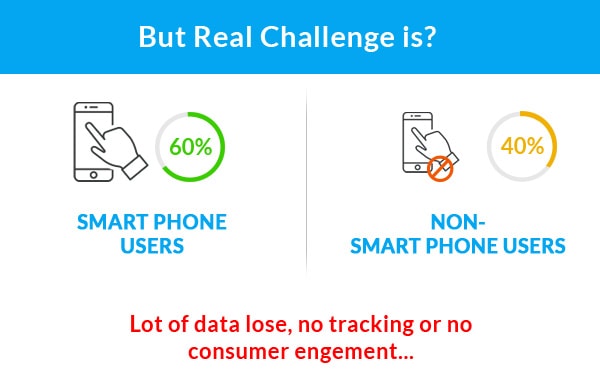 But Real Challenge is?
60%
40%
SMART PHONE
USERS
NON-
SMART PHONE USERS
Lot of data lose, no tracking or no
consumer engement...